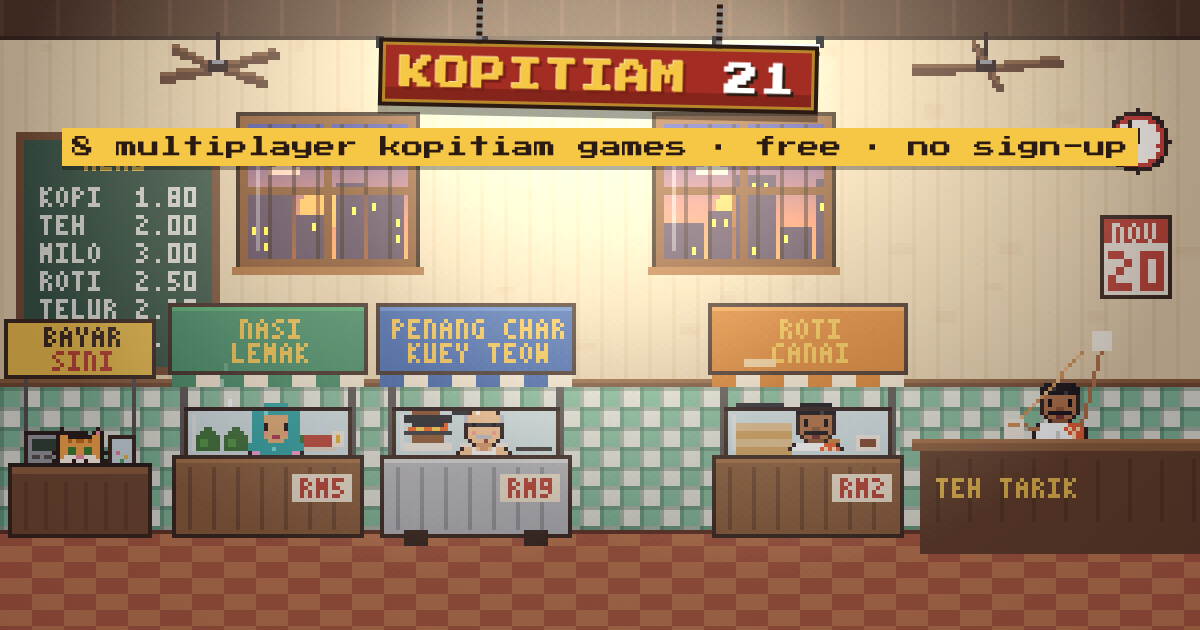 KOPITIAM 21
8 multiplayer kopitiam games · free · no sign-up
KOPI 1.80
TEH 2.00
MILO 3.00
ROTI 2.50
TELUR 2.
BAYAR
SINI
NASI
LEMAK
PENANG CHAR
KUEY TEOW
ROTI
CANAI
NOV
20
RM5
RM9
RM2
TEH TARIK